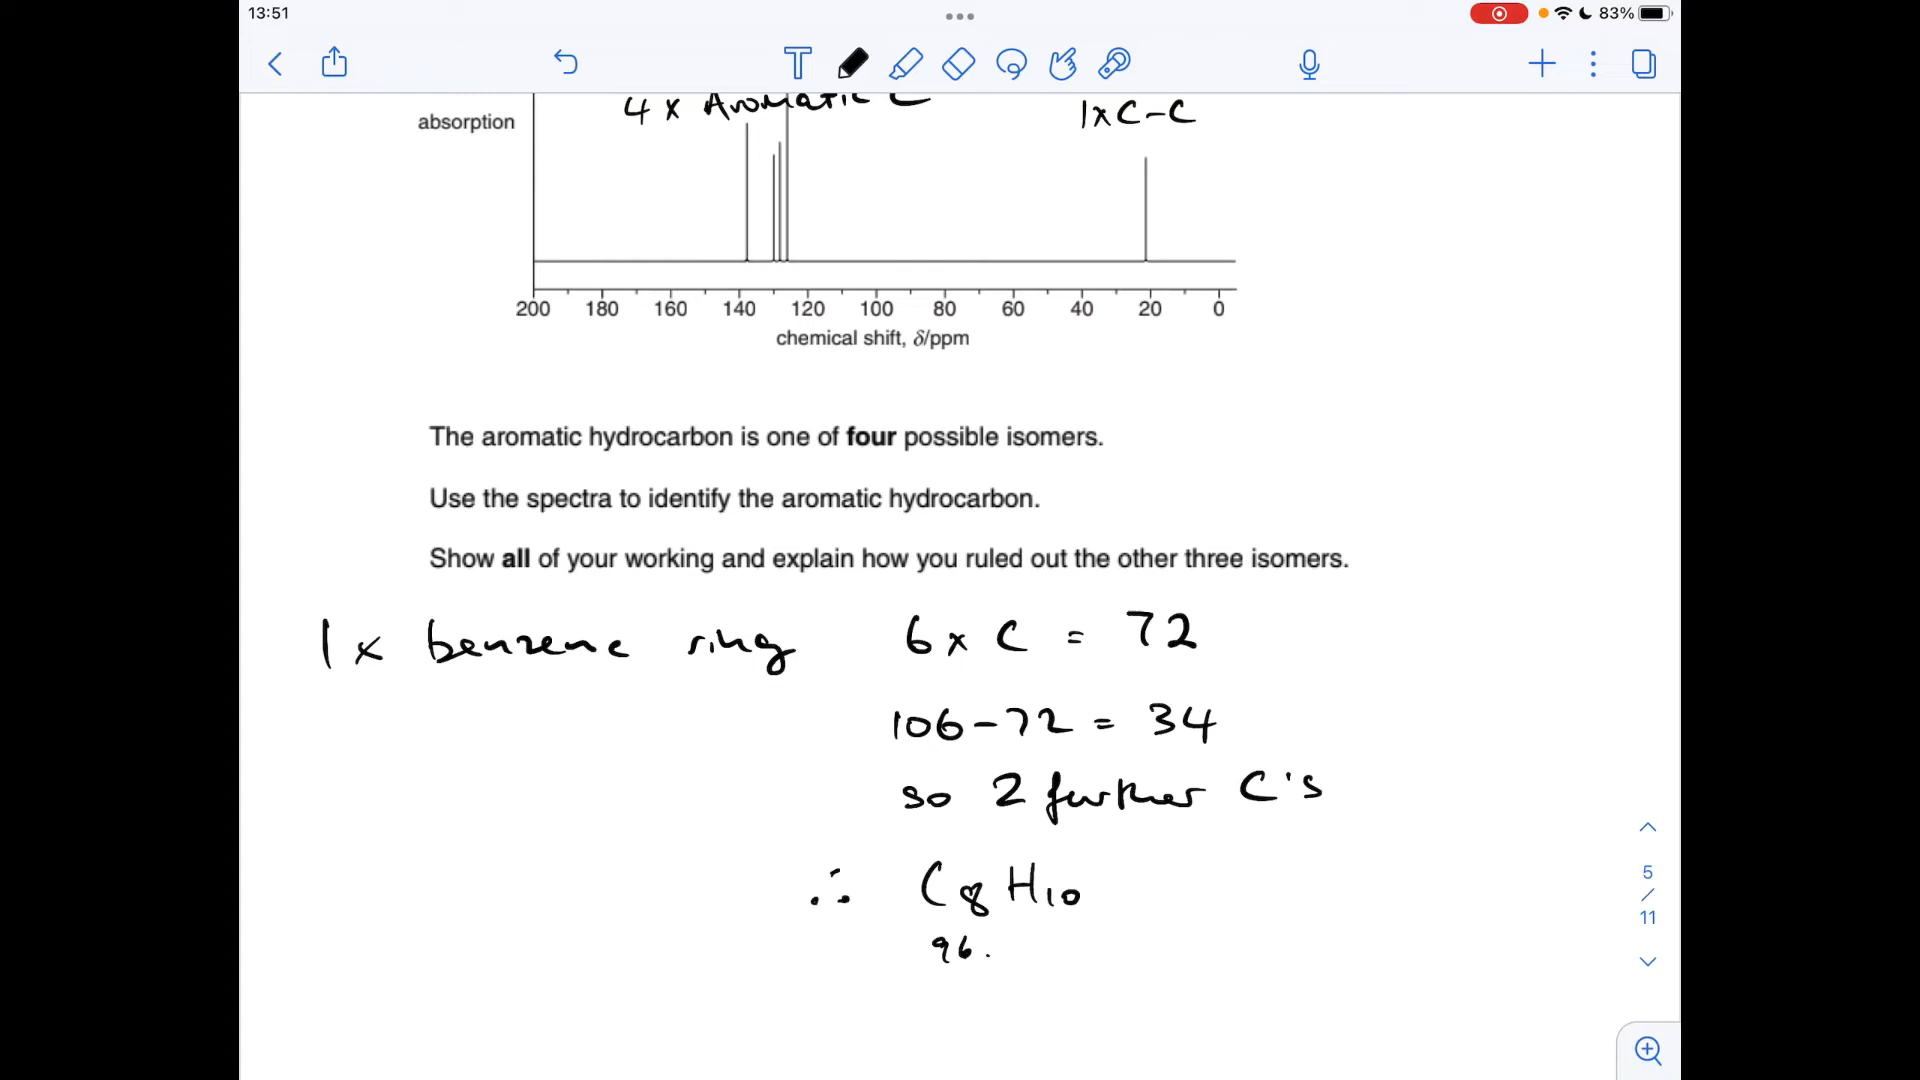 13:51
83%
4 x Aromatic C
1xC-C
absorption
200 180 160 140 120 100 80 60 40 20 0
chemical shift, δ/ppm
The aromatic hydrocarbon is one of four possible isomers.
Use the spectra to identify the aromatic hydrocarbon.
Show all of your working and explain how you ruled out the other three isomers.
1x benzene ring 6 x C = 72
106-72 = 34
so 2 further C's
∴ C8H10
96.
5
/
11